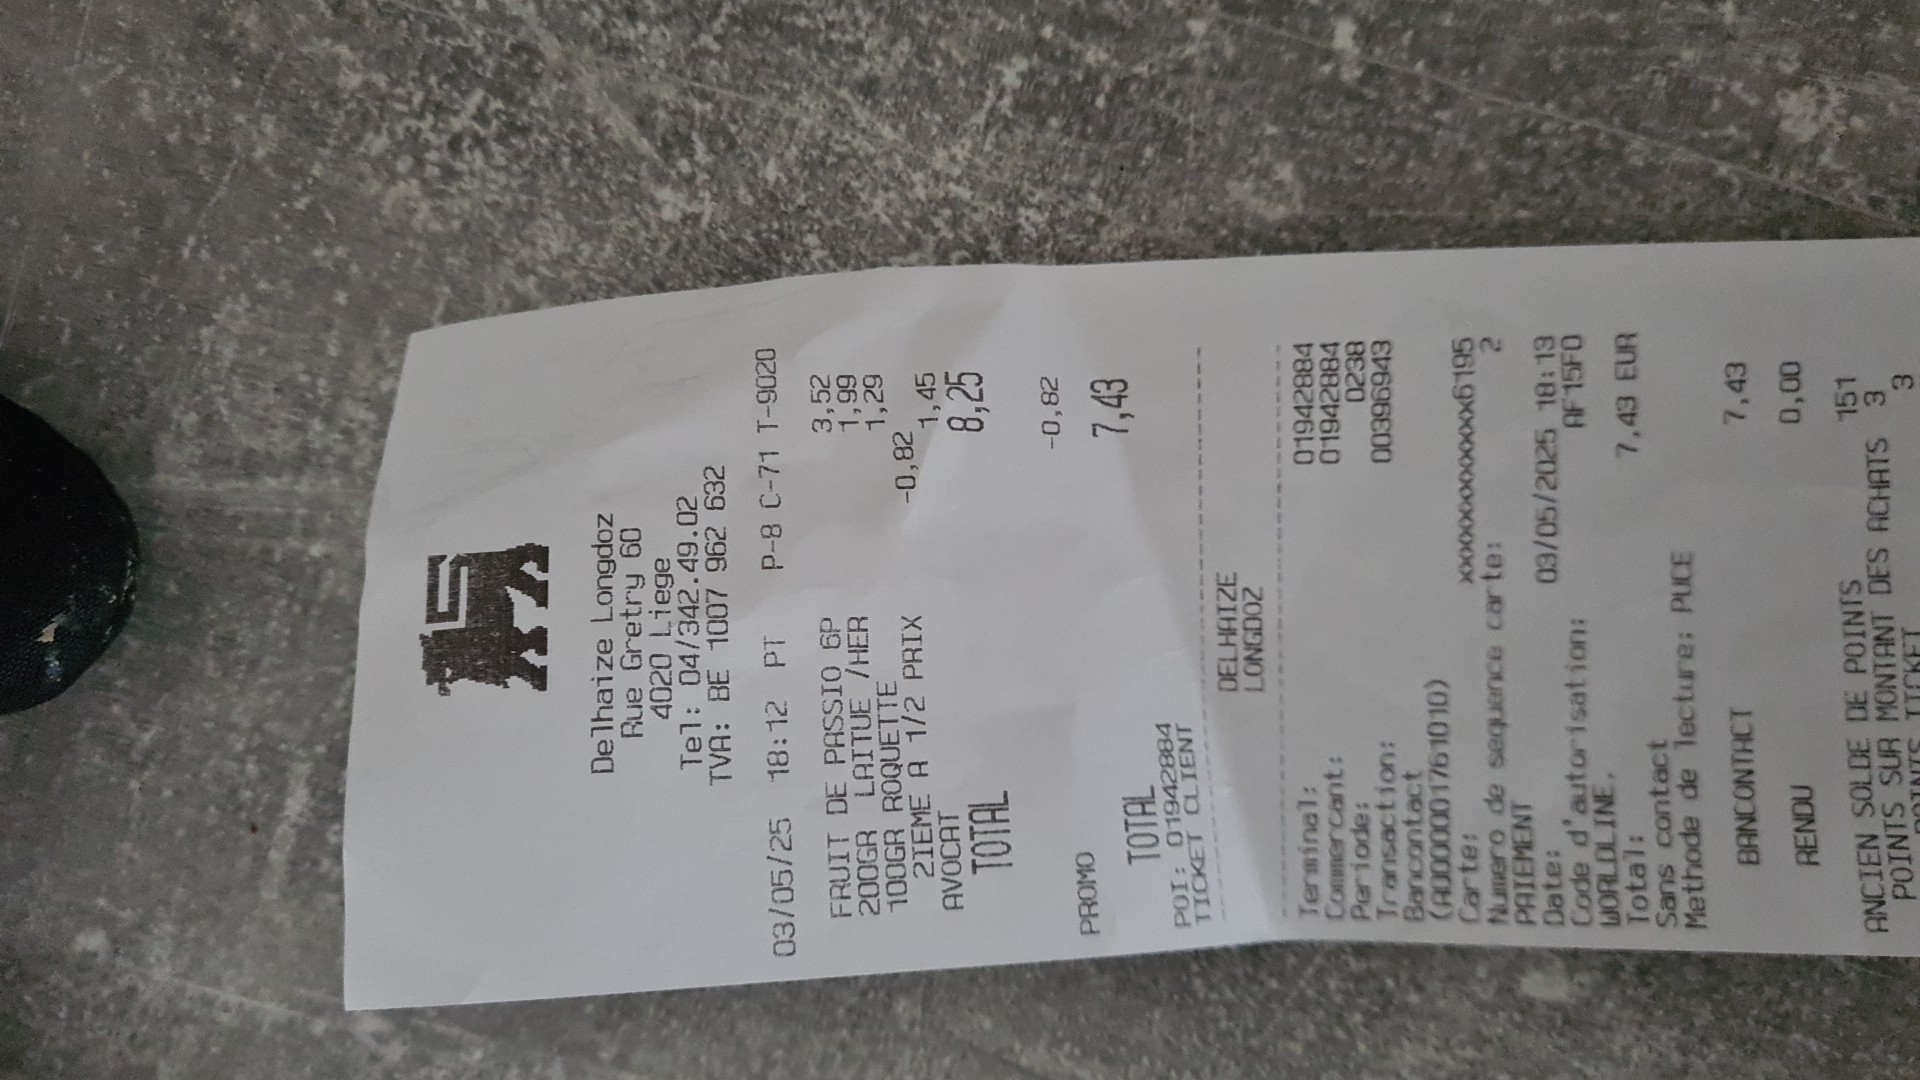 Delhaize Longdoz
Rue Gretry 60
4020 Liege
Tel: 04/342.49.02
TVA: BE 1007 962 632
03/05/25 18:12 PT P-8 C-71 T-9020
FRUIT DE PASSIO 6P 3,52
200GR LAITUE /HER 1,99
100GR ROQUETTE 1,29
2IEME A 1/2 PRIX -0,82
AVOCAT 1,45
TOTAL 8,25
PROMO -0,82
TOTAL 7,43
POI: 01942884
TICKET CLIENT
DELHAIZE
LONGDOZ
Terminal: 01942884
Commercant: 01942884
Periode: 0238
Transaction: 00396943
Bancontact
(A0000001761010)
Carte: xxxxxxxxxxxxx6195
Numero de sequence carte: 2
PAIEMENT
Date: 03/05/2025 18:13
Code d'autorisation: AF15F0
WORLDLINE.
Total: 7,43 EUR
Sans contact
Methode de lecture: PUCE
BANCONTACT 7,43
RENDU 0,00
ANCIEN SOLDE DE POINTS 151
POINTS SUR MONTANT DES ACHATS 3
POINTS TICKET 3